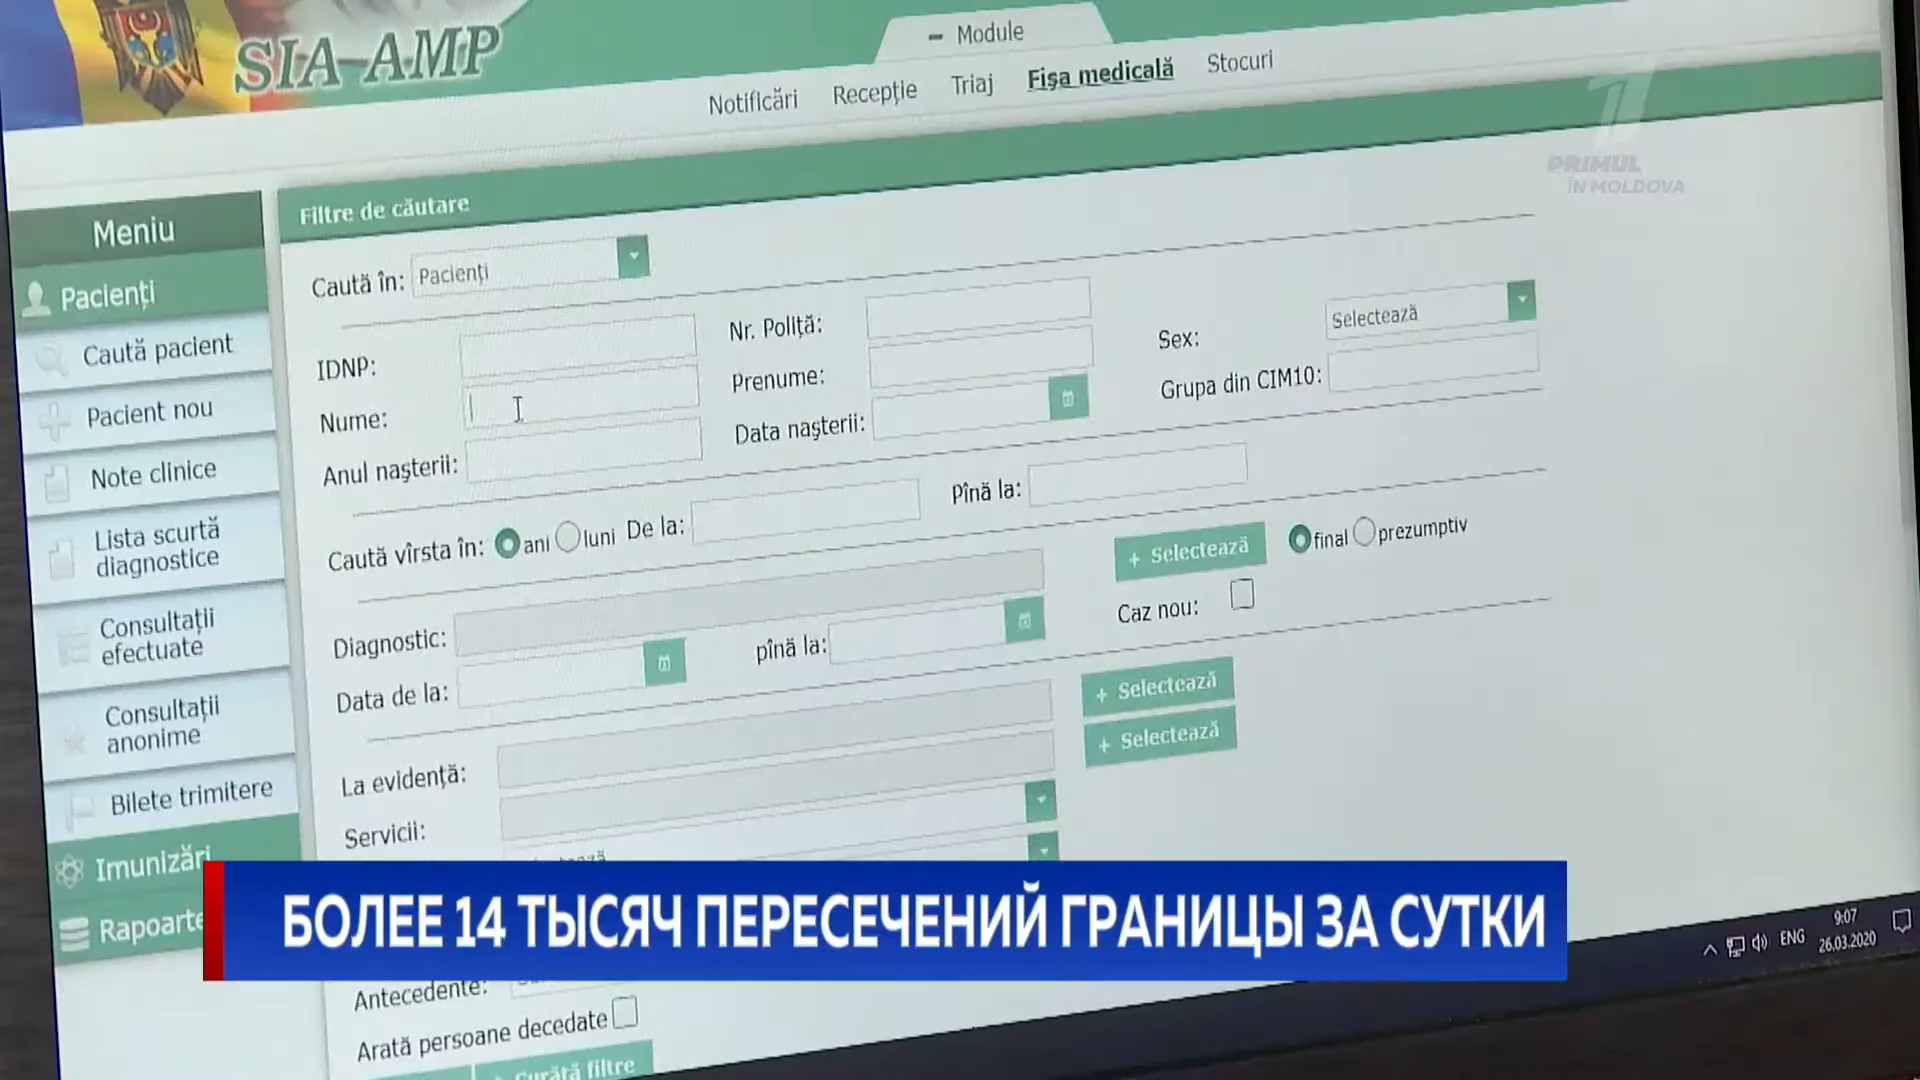 SIA AMP
Module
Notificări Recepție Triaj Fișa medicală Stocuri
PRIMUL
ÎN MOLDOVA
Meniu
Pacienți
Caută pacient
Pacient nou
Note clinice
Lista scurtă
diagnostice
Consultații
efectuate
Consultații
anonime
Bilete trimitere
Imunizări
Rapoarte
Filtre de căutare
Caută în: Pacienți
IDNP: Nr. Poliță: Sex: Selectează
Nume: Prenume: Grupa din CIM10:
Anul nașterii: Data nașterii:
Caută vîrsta în: ani luni De la: Pînă la:
Diagnostic: + Selectează final prezumptiv
Data de la: pînă la: Caz nou:
La evidență: + Selectează
Servicii: + Selectează
БОЛЕЕ 14 ТЫСЯЧ ПЕРЕСЕЧЕНИЙ ГРАНИЦЫ ЗА СУТКИ
Antecedente:
Arată persoane decedate
Curăță filtre
ENG 9:07
26.03.2020